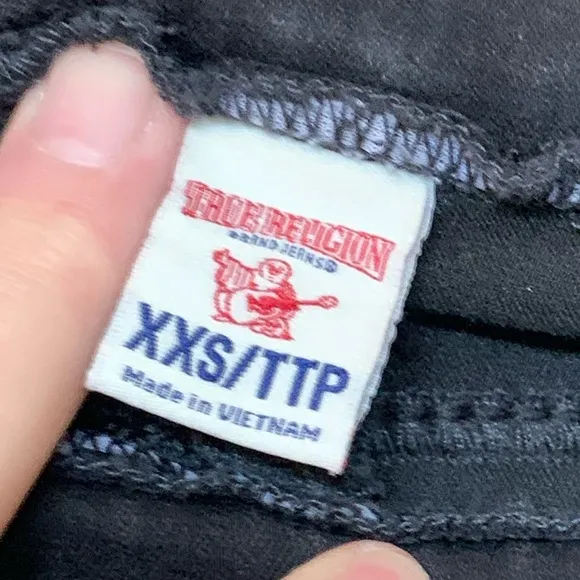 TRUE RELIGION
BRAND JEANS®
XXS/TTP
Made in VIETNAM